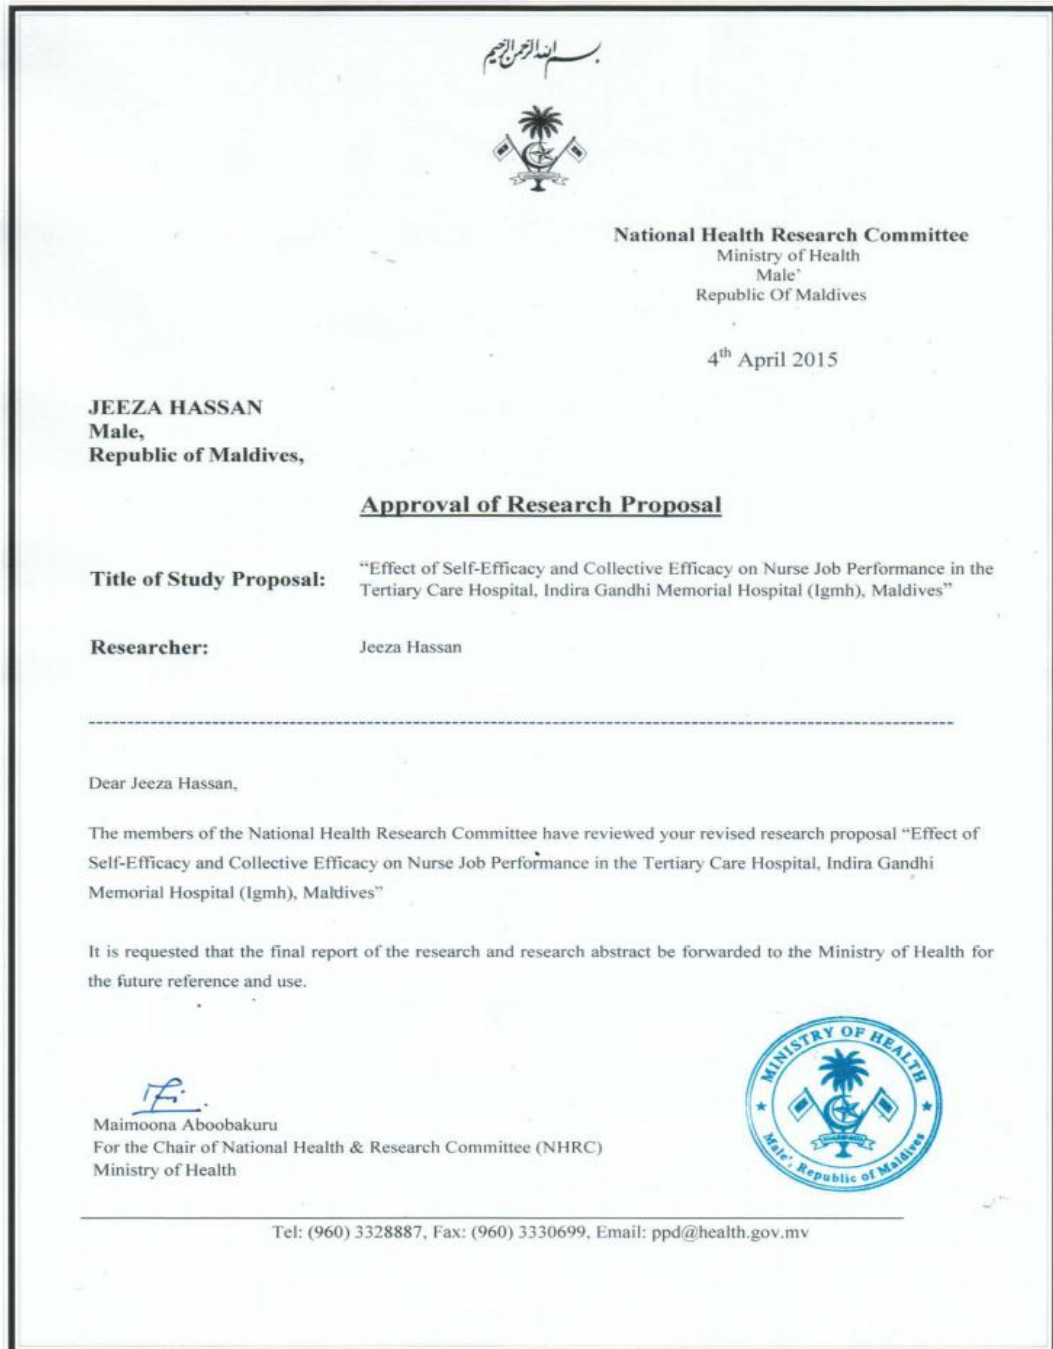 بسم الله الرحمن الرحيم
National Health Research Committee
Ministry of Health
Male’
Republic Of Maldives
4th April 2015
JEEZA HASSAN
Male,
Republic of Maldives,
Approval of Research Proposal
Title of Study Proposal:
“Effect of Self-Efficacy and Collective Efficacy on Nurse Job Performance in the
Tertiary Care Hospital, Indira Gandhi Memorial Hospital (Igmh), Maldives”
Researcher:
Jeeza Hassan
Dear Jeeza Hassan,
The members of the National Health Research Committee have reviewed your revised research proposal “Effect of
Self-Efficacy and Collective Efficacy on Nurse Job Performance in the Tertiary Care Hospital, Indira Gandhi
Memorial Hospital (Igmh), Maldives”
It is requested that the final report of the research and research abstract be forwarded to the Ministry of Health for
the future reference and use.
Maimoona Aboobakuru
For the Chair of National Health & Research Committee (NHRC)
Ministry of Health
MINISTRY OF HEALTH
Male', Republic of Maldives
Tel: (960) 3328887, Fax: (960) 3330699, Email: ppd@health.gov.mv